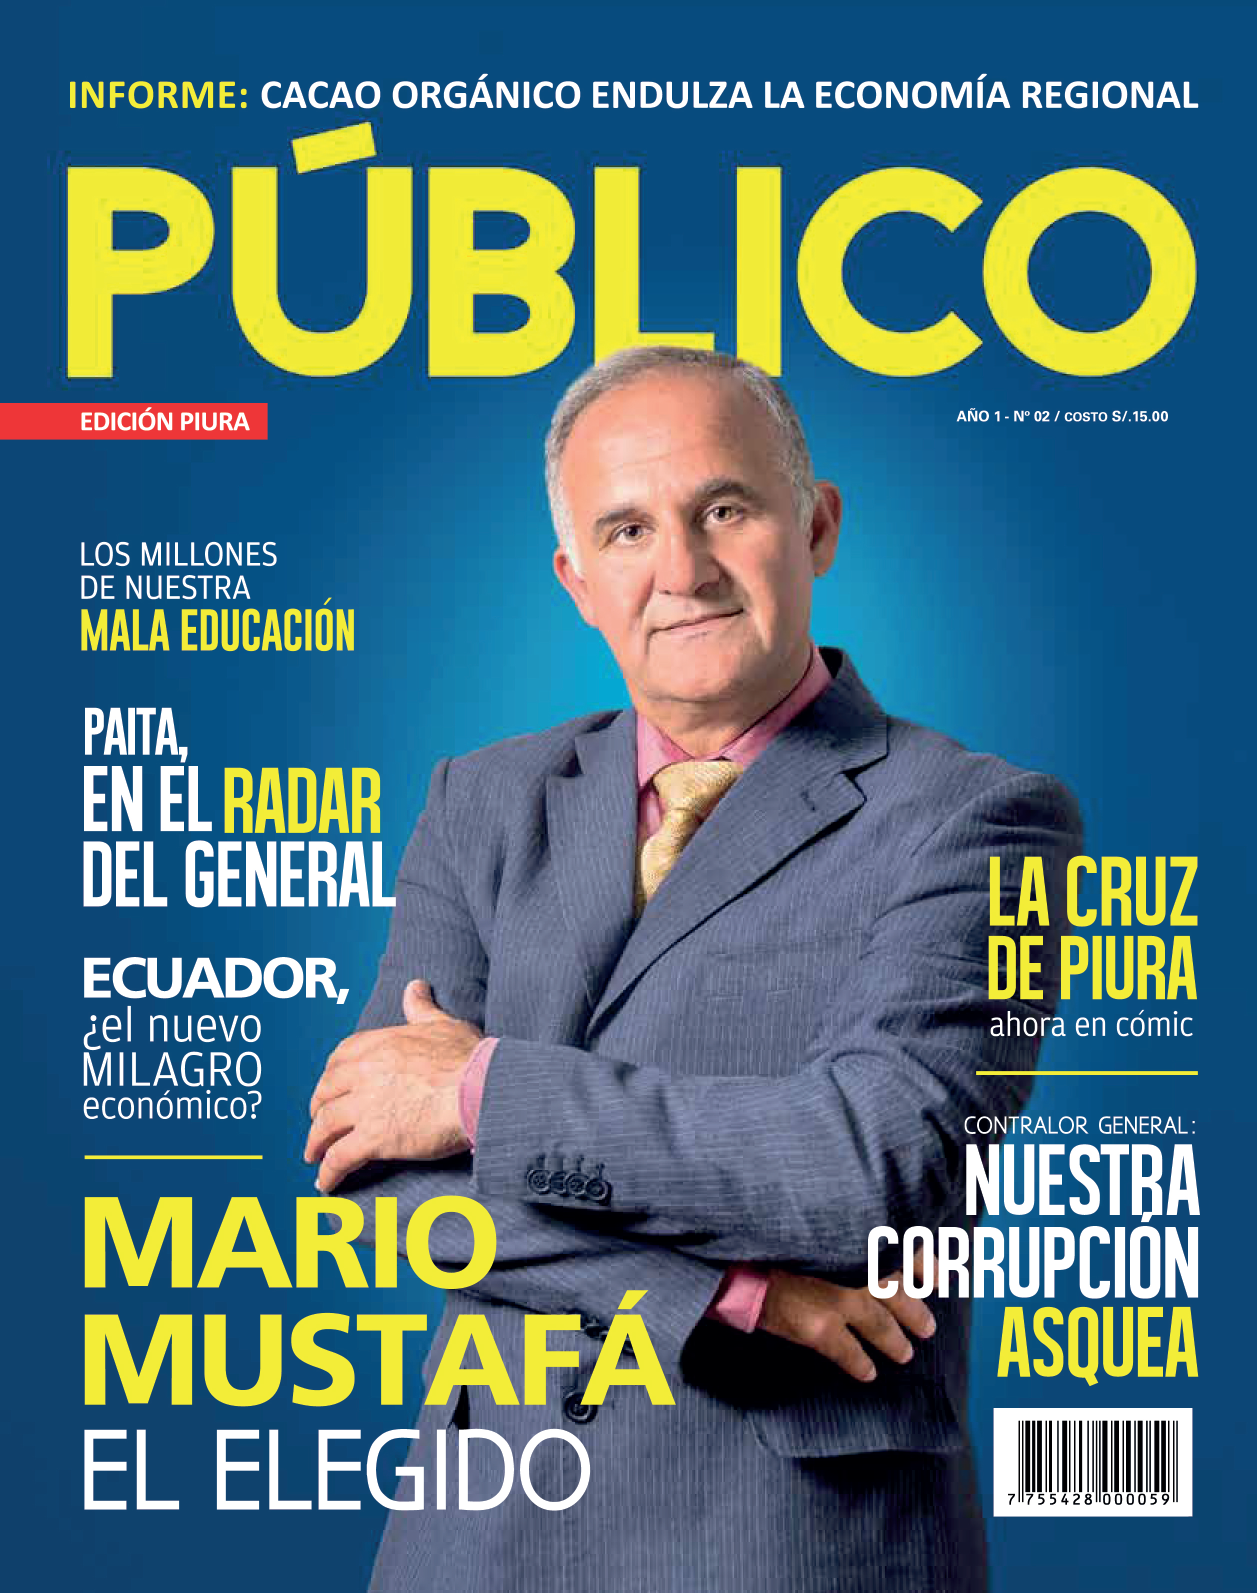 INFORME: CACAO ORGÁNICO ENDULZA LA ECONOMÍA REGIONAL
PÚBLICO
EDICIÓN PIURA
AÑO 1 - Nº 02 / COSTO S/.15.00
LOS MILLONES
DE NUESTRA
MALA EDUCACIÓN
PAITA,
EN EL RADAR
DEL GENERAL
ECUADOR,
¿el nuevo
MILAGRO
económico?
MARIO
MUSTAFÁ
EL ELEGIDO
LA CRUZ
DE PIURA
ahora en cómic
CONTRALOR GENERAL:
NUESTRA
CORRUPCIÓN
ASQUEA
7 755428 000059